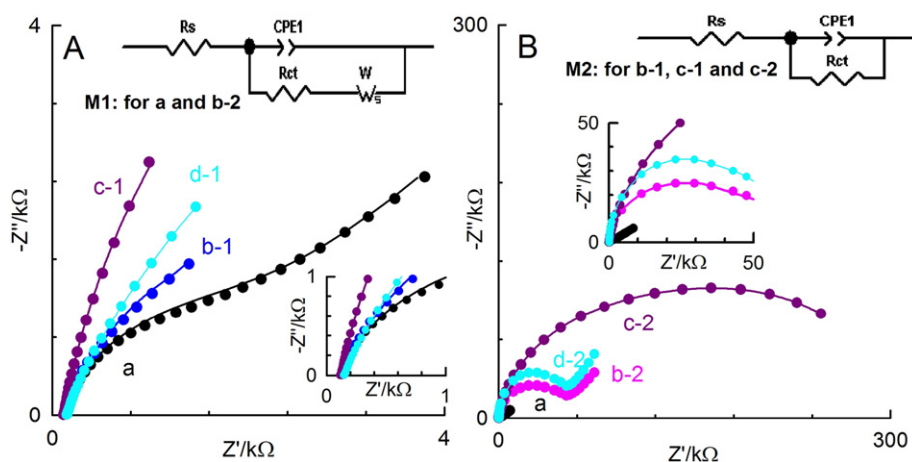 4
A
Rs
CPE1
Rct
W
s
M1: for a and b-2
-Z''/kΩ
c-1
d-1
b-1
a
1
-Z''/kΩ
0
0
Z'/kΩ
1
0
0
Z'/kΩ
4
300
B
Rs
CPE1
Rct
M2: for b-1, c-1 and c-2
50
-Z''/kΩ
0
0
Z'/kΩ
50
-Z''/kΩ
c-2
d-2
b-2
a
0
0
Z'/kΩ
300